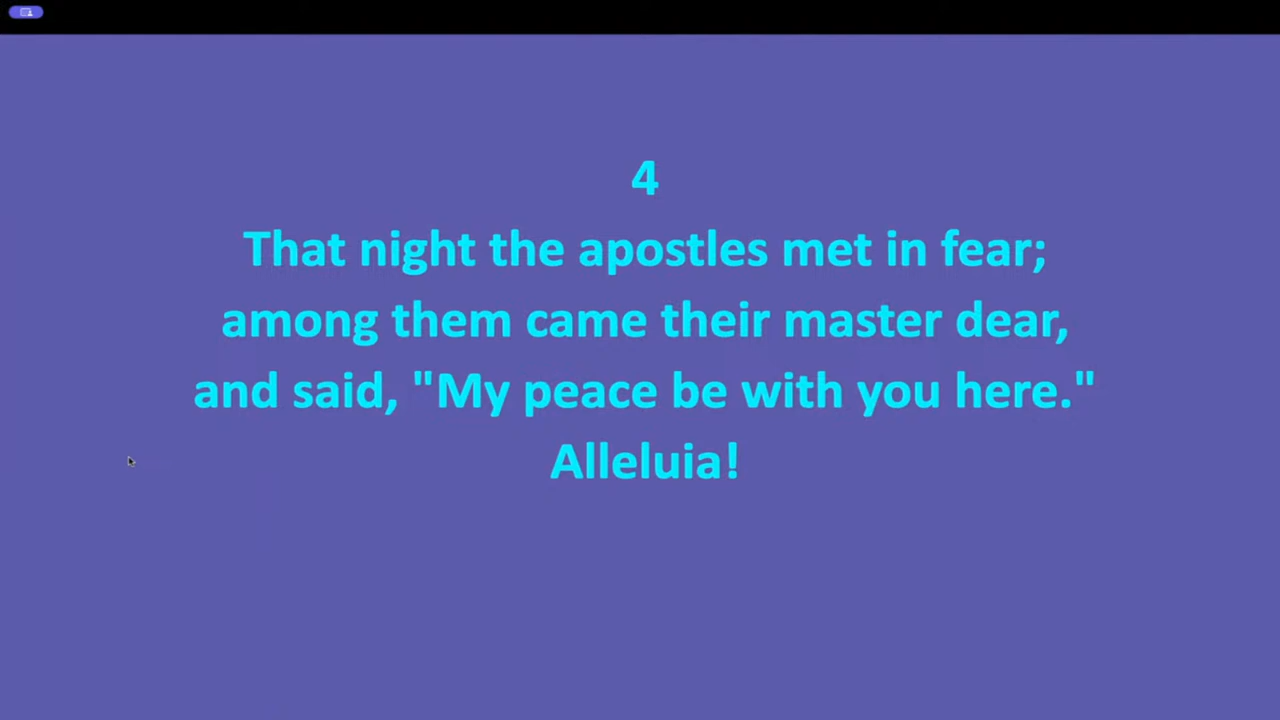 4
That night the apostles met in fear;
among them came their master dear,
and said, "My peace be with you here."
Alleluia!